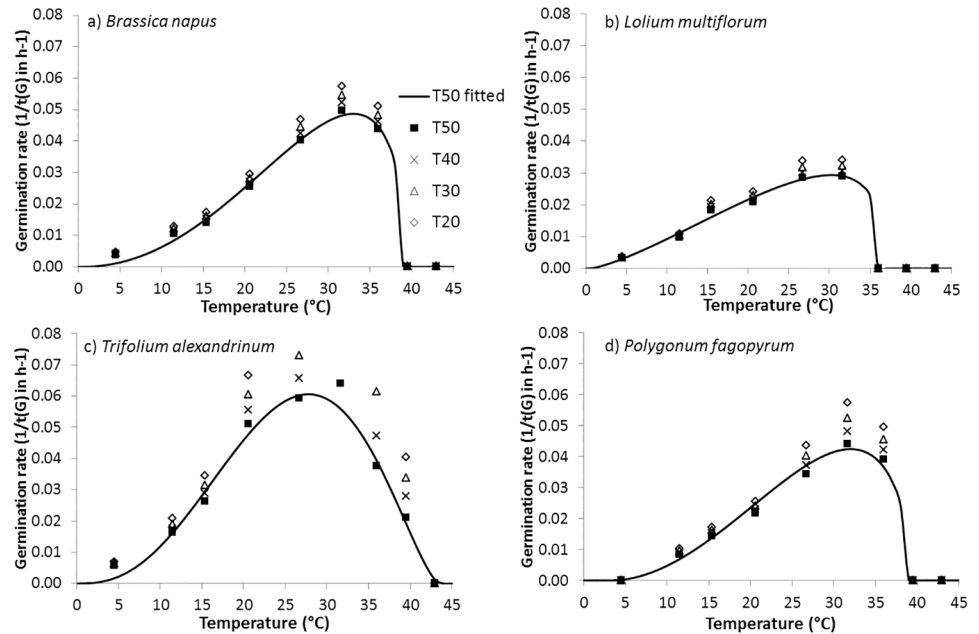 a) Brassica napus
Germination rate (1/t(G) in h-1)
0.08
0.07
0.06
0.05
0.04
0.03
0.02
0.01
0.00
0 5 10 15 20 25 30 35 40 45
Temperature (°C)
T50 fitted
T50
T40
T30
T20
b) Lolium multiflorum
Germination rate (1/t(G) in h-1)
0.08
0.07
0.06
0.05
0.04
0.03
0.02
0.01
0.00
0 5 10 15 20 25 30 35 40 45
Temperature (°C)
c) Trifolium alexandrinum
Germination rate (1/t(G) in h-1)
0.08
0.07
0.06
0.05
0.04
0.03
0.02
0.01
0.00
0 5 10 15 20 25 30 35 40 45
Temperature (°C)
d) Polygonum fagopyrum
Germination rate (1/t(G) in h-1)
0.08
0.07
0.06
0.05
0.04
0.03
0.02
0.01
0.00
0 5 10 15 20 25 30 35 40 45
Temperature (°C)